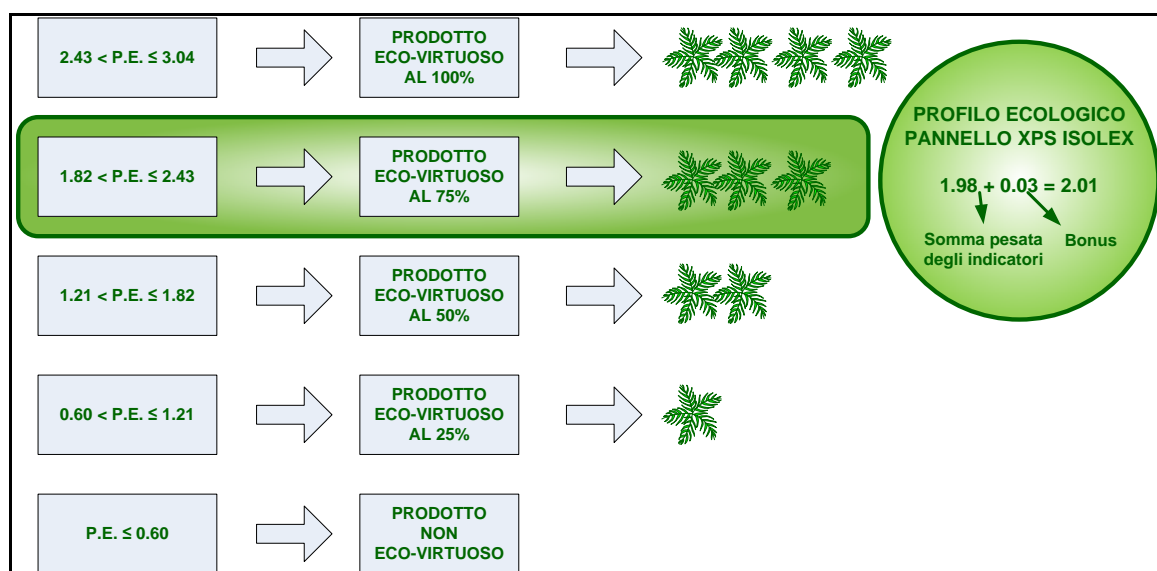 2.43 < P.E. ≤ 3.04
PRODOTTO
ECO-VIRTUOSO
AL 100%
PROFILO ECOLOGICO
PANNELLO XPS ISOLEX
1.98 + 0.03 = 2.01
Somma pesata
degli indicatori
Bonus
1.82 < P.E. ≤ 2.43
PRODOTTO
ECO-VIRTUOSO
AL 75%
1.21 < P.E. ≤ 1.82
PRODOTTO
ECO-VIRTUOSO
AL 50%
0.60 < P.E. ≤ 1.21
PRODOTTO
ECO-VIRTUOSO
AL 25%
P.E. ≤ 0.60
PRODOTTO
NON
ECO-VIRTUOSO